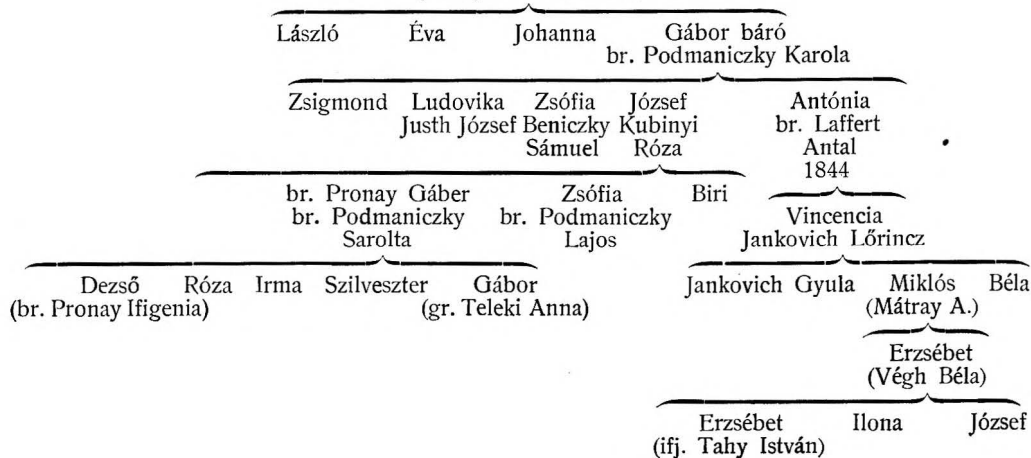 László Éva Johanna Gábor báró
br. Podmaniczky Karola
Zsigmond Ludovika Zsófia József Antónia
Justh József Beniczky Kubinyi br. Laffert
Sámuel Róza Antal
1844
br. Pronay Gáber Zsófia Biri
br. Podmaniczky br. Podmaniczky Vincencia
Sarolta Lajos Jankovich Lőrincz
Dezső Róza Irma Szilveszter Gábor Jankovich Gyula Miklós Béla
(br. Pronay Ifigenia) (gr. Teleki Anna) (Mátray A.)
Erzsébet
(Végh Béla)
Erzsébet Ilona József
(ifj. Tahy István)